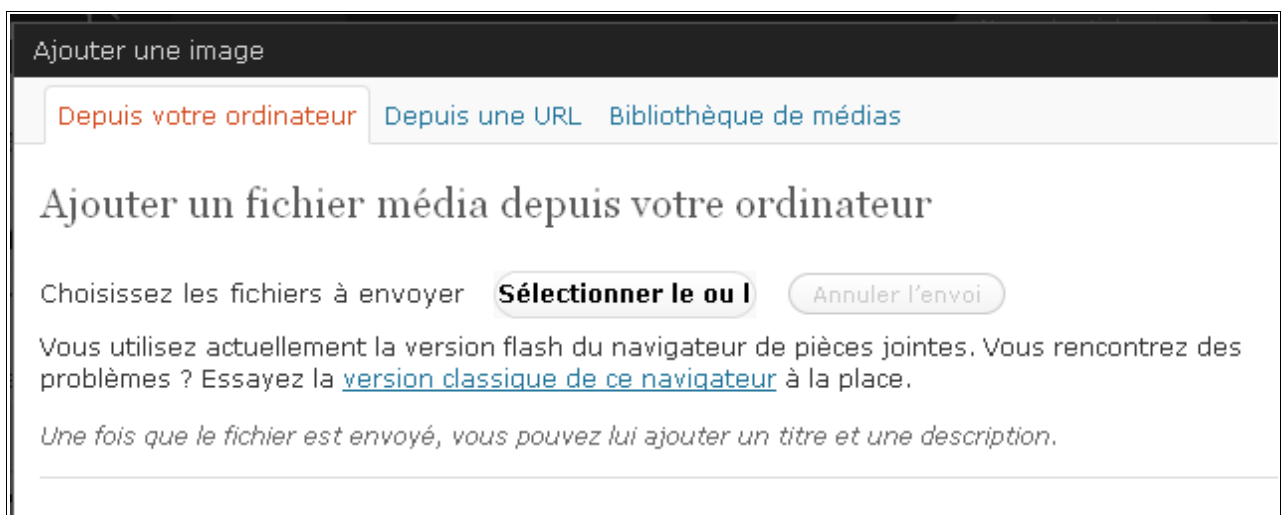 Ajouter une image
Depuis votre ordinateur Depuis une URL Bibliothèque de médias
Ajouter un fichier média depuis votre ordinateur
Choisissez les fichiers à envoyer Sélectionner le ou l Annuler l'envoi
Vous utilisez actuellement la version flash du navigateur de pièces jointes. Vous rencontrez des
problèmes ? Essayez la version classique de ce navigateur à la place.
Une fois que le fichier est envoyé, vous pouvez lui ajouter un titre et une description.